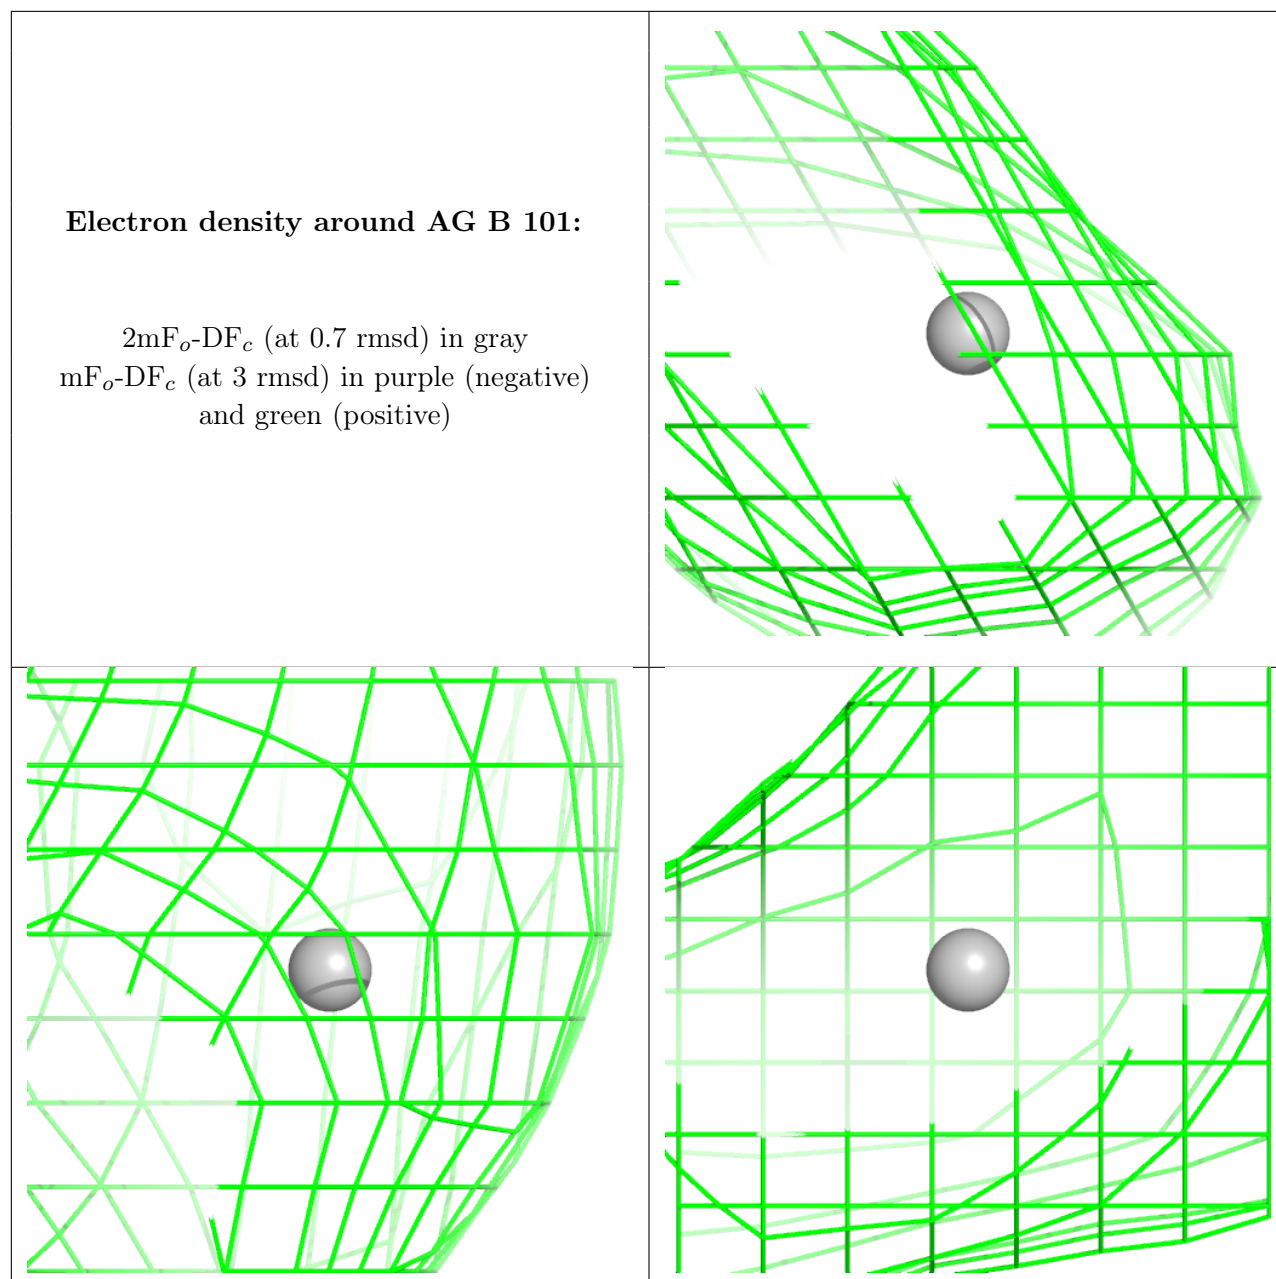 Electron density around AG B 101:
2mFo-DFc (at 0.7 rmsd) in gray
mFo-DFc (at 3 rmsd) in purple (negative)
and green (positive)